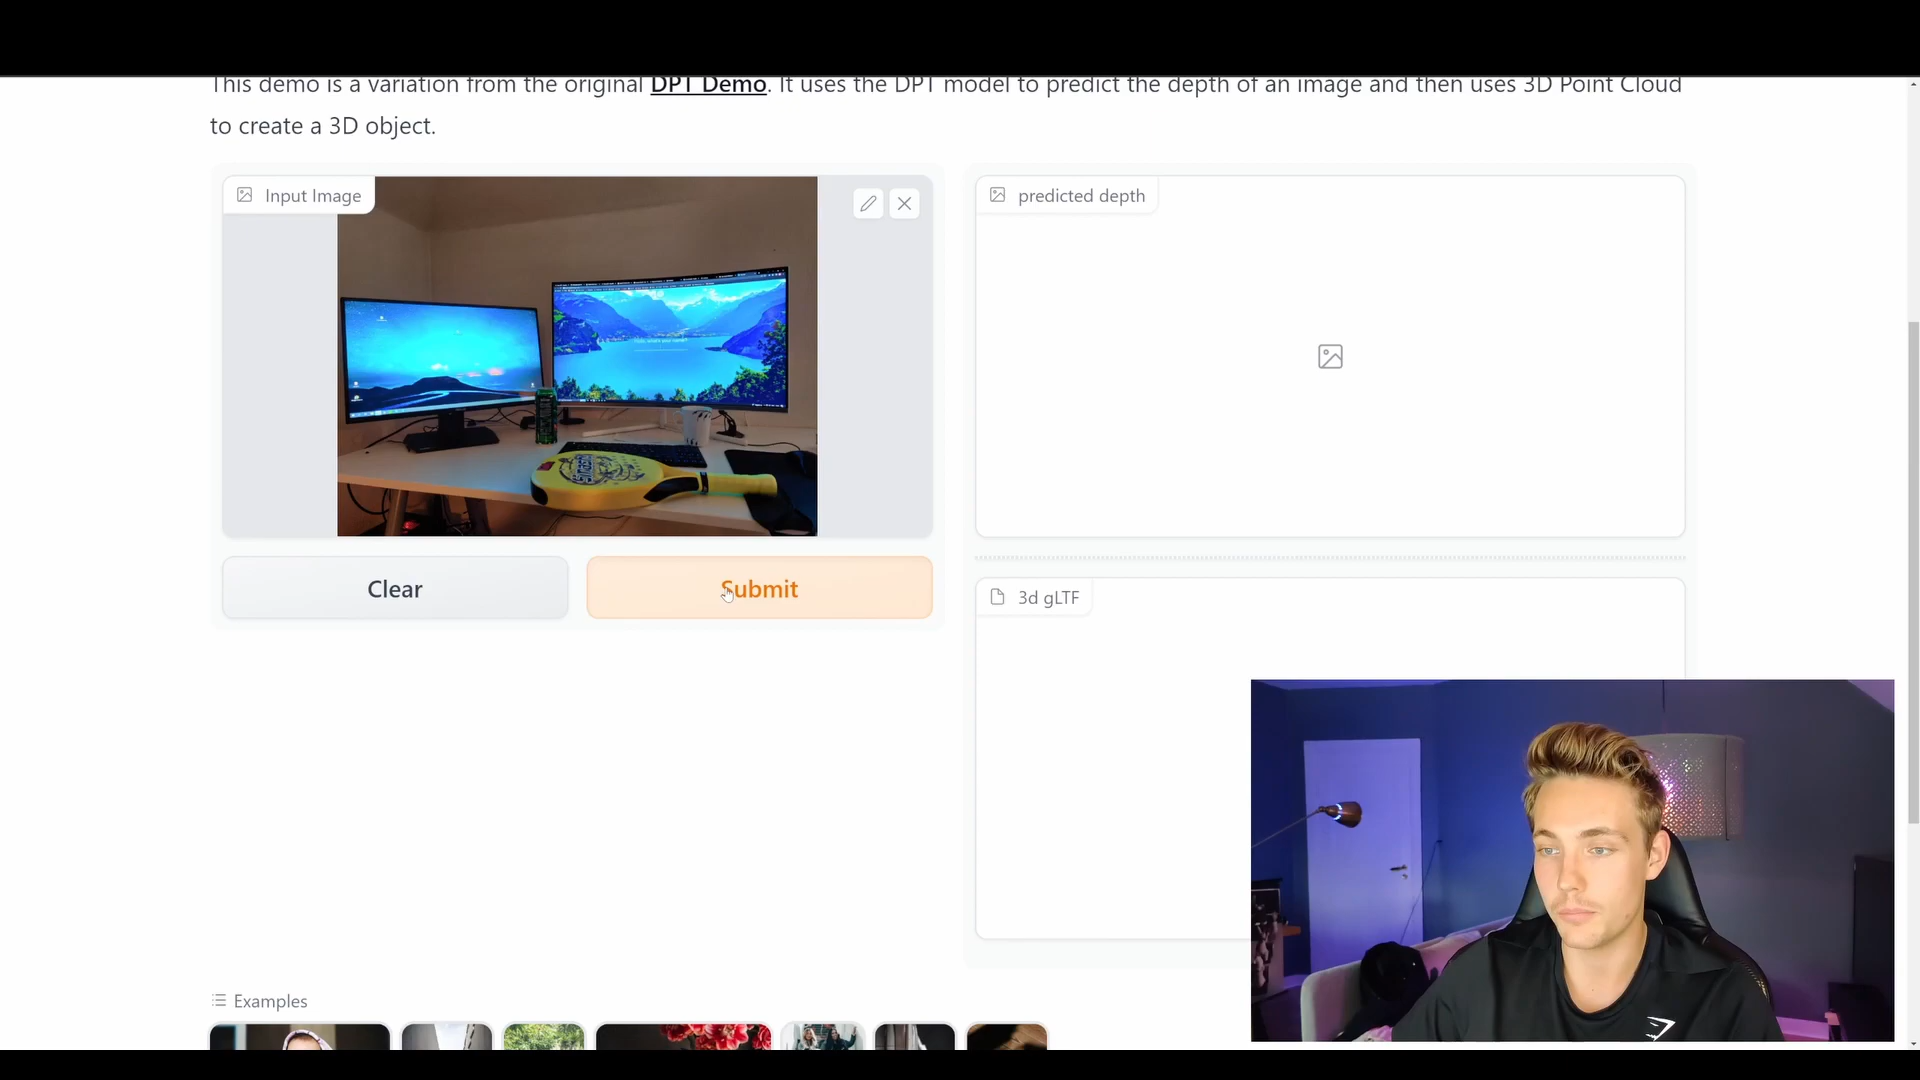 This demo is a variation from the original DPT Demo. It uses the DPT model to predict the depth of an image and then uses 3D Point Cloud
to create a 3D object.
Input Image
predicted depth
Clear
Submit
3d gLTF
Examples